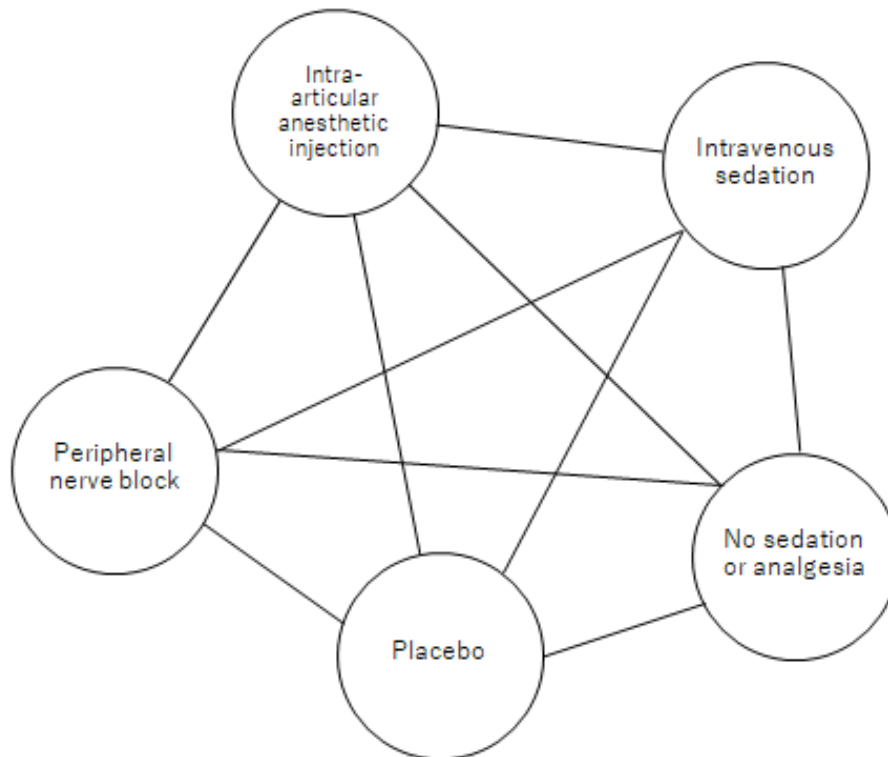 Intra-
articular
anesthetic
injection
Intravenous
sedation
Peripheral
nerve block
No sedation
or analgesia
Placebo